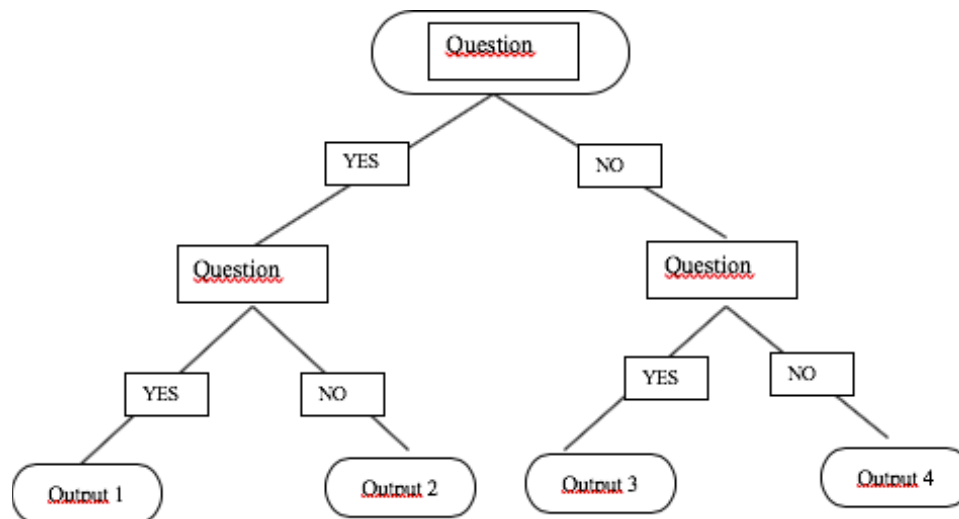 Question
YES
NO
Question
Question
YES
NO
YES
NO
Output 1
Output 2
Output 3
Output 4